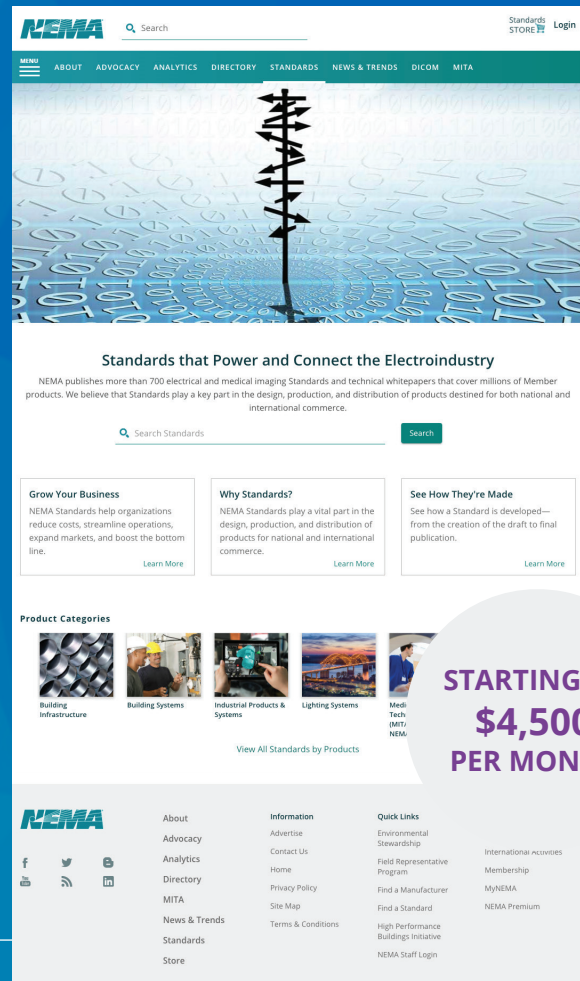 NEMA
Search
Standards
STORE
Login
MENU
ABOUT ADVOCACY ANALYTICS DIRECTORY STANDARDS NEWS & TRENDS DICOM MITA
Standards that Power and Connect the Electroindustry
NEMA publishes more than 700 electrical and medical imaging Standards and technical whitepapers that cover millions of Member
products. We believe that Standards play a key part in the design, production, and distribution of products destined for both national and
international commerce.
Search Standards
Search
Grow Your Business
NEMA Standards help organizations
reduce costs, streamline operations,
expand markets, and boost the bottom
line.
Learn More
Why Standards?
NEMA Standards play a vital part in the
design, production, and distribution of
products for national and international
commerce.
Learn More
See How They're Made
See how a Standard is developed—
from the creation of the draft to final
publication.
Learn More
Product Categories
Building
Infrastructure
Building Systems
Industrial Products &
Systems
Lighting Systems
View All Standards by Products
STARTING
$4,500
PER MON
NEMA
About
Advocacy
Analytics
Directory
MITA
News & Trends
Standards
Store
Information
Advertise
Contact Us
Home
Privacy Policy
Site Map
Terms & Conditions
Quick Links
Environmental
Stewardship
Field Representative
Program
Find a Manufacturer
Find a Standard
High Performance
Buildings Initiative
NEMA Staff Login
International Activities
Membership
MyNEMA
NEMA Premium